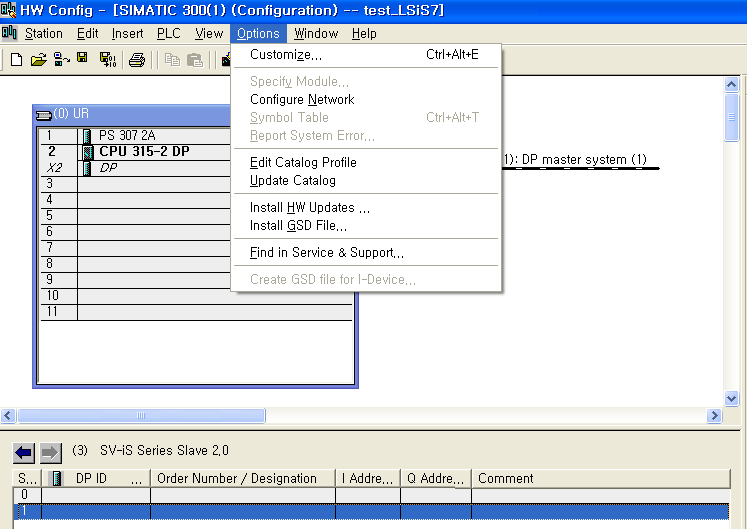 HW Config - [SIMATIC 300(1) (Configuration) -- test_LSiS7]
Station Edit Insert PLC View Options Window Help
Customize... Ctrl+Alt+E
Specify Module...
Configure Network
Symbol Table Ctrl+Alt+T
Report System Error...
Edit Catalog Profile
Update Catalog
Install HW Updates ...
Install GSD File...
Find in Service & Support...
Create GSD file for I-Device...
(0) UR
1 PS 307 2A
2 CPU 315-2 DP
X2 DP
3
4
5
6
7
8
9
10
11
1): DP master system (1)
(3) SV-iS Series Slave 2.0
S... DP ID ... Order Number / Designation I Addre... Q Addre... Comment
0
1